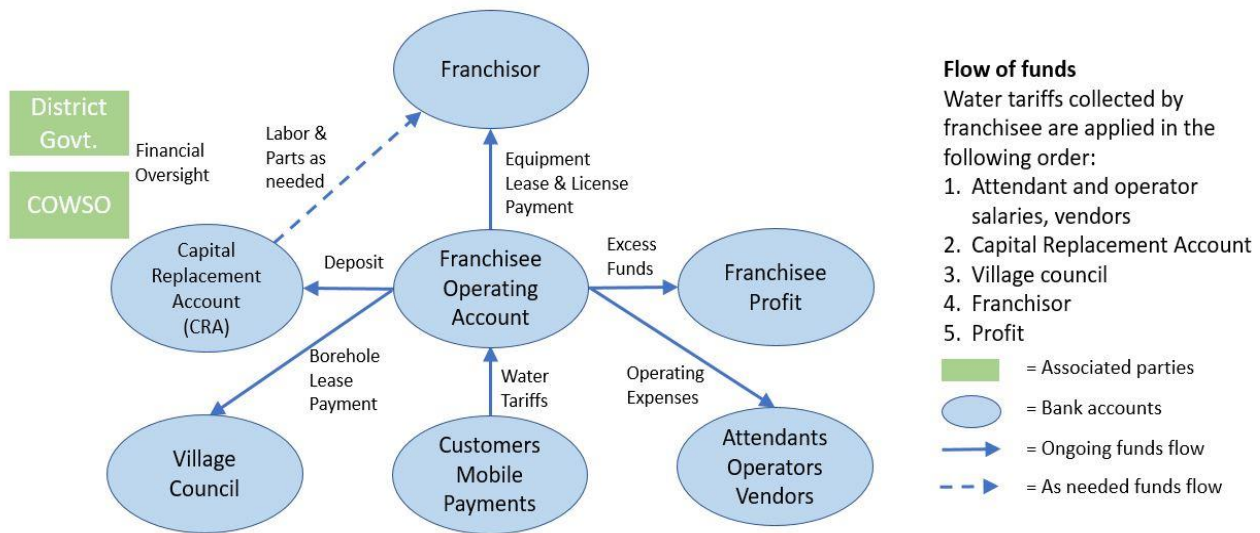 Franchisor
District
Govt.
Financial
Oversight
COWSO
Labor &
Parts as
needed
Equipment
Lease & License
Payment
Capital
Replacement
Account
(CRA)
Deposit
Franchisee
Operating
Account
Excess
Funds
Franchisee
Profit
Borehole
Lease
Payment
Water
Tariffs
Operating
Expenses
Village
Council
Customers
Mobile
Payments
Attendants
Operators
Vendors
Flow of funds
Water tariffs collected by
franchisee are applied in the
following order:
1. Attendant and operator
salaries, vendors
2. Capital Replacement Account
3. Village council
4. Franchisor
5. Profit
= Associated parties
= Bank accounts
= Ongoing funds flow
= As needed funds flow